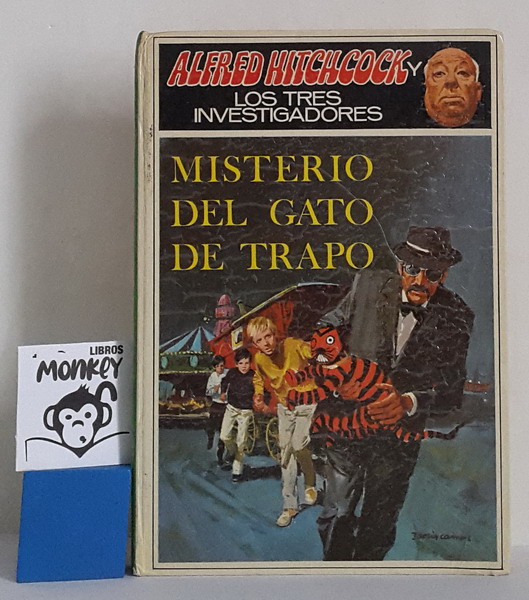 ALFRED HITCHCOCK Y
LOS TRES
INVESTIGADORES
MISTERIO
DEL GATO
DE TRAPO
LIBROS
monkey